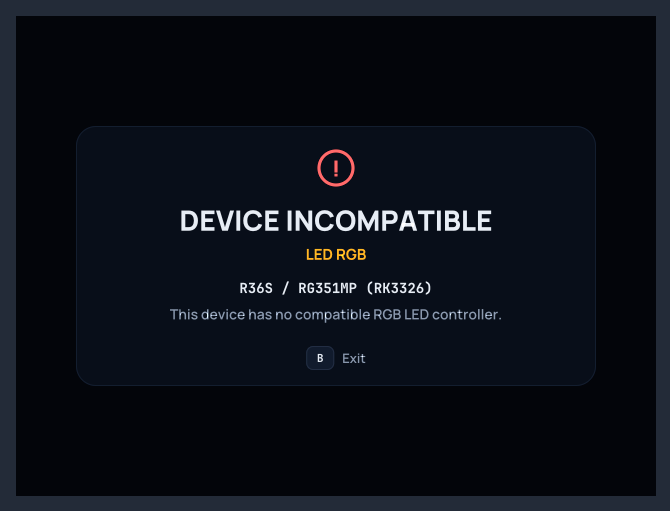 DEVICE INCOMPATIBLE
LED RGB
R36S / RG351MP (RK3326)
This device has no compatible RGB LED controller.
B Exit